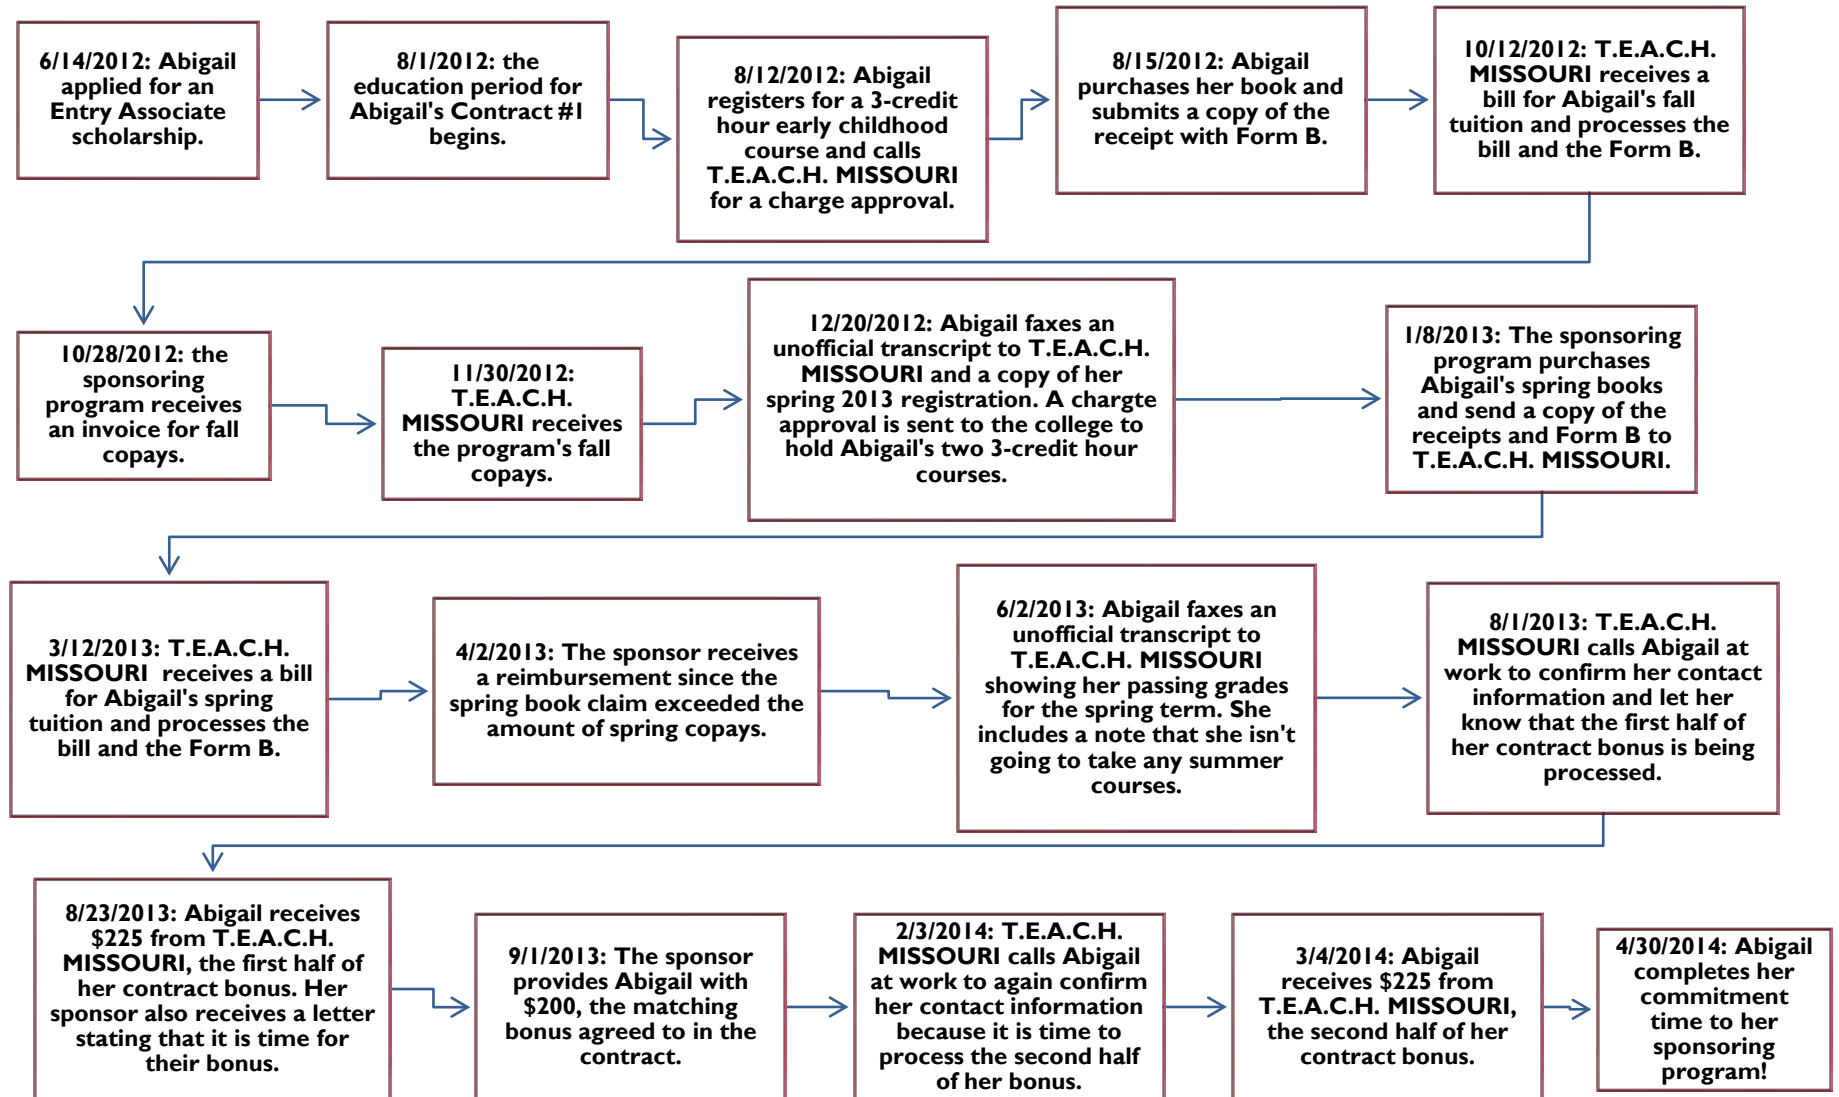 6/14/2012: Abigail
applied for an
Entry Associate
scholarship.
8/1/2012: the
education period for
Abigail's Contract #1
begins.
8/12/2012: Abigail
registers for a 3-credit
hour early childhood
course and calls
T.E.A.C.H. MISSOURI
for a charge approval.
8/15/2012: Abigail
purchases her book and
submits a copy of the
receipt with Form B.
10/12/2012: T.E.A.C.H.
MISSOURI receives a
bill for Abigail's fall
tuition and processes the
bill and the Form B.
10/28/2012: the
sponsoring
program receives
an invoice for fall
copays.
11/30/2012:
T.E.A.C.H.
MISSOURI receives
the program's fall
copays.
12/20/2012: Abigail faxes an
unofficial transcript to T.E.A.C.H.
MISSOURI and a copy of her
spring 2013 registration. A chargte
approval is sent to the college to
hold Abigail's two 3-credit hour
courses.
1/8/2013: The sponsoring
program purchases
Abigail's spring books
and send a copy of the
receipts and Form B to
T.E.A.C.H. MISSOURI.
3/12/2013: T.E.A.C.H.
MISSOURI receives a bill
for Abigail's spring
tuition and processes the
bill and the Form B.
4/2/2013: The sponsor receives
a reimbursement since the
spring book claim exceeded the
amount of spring copays.
6/2/2013: Abigail faxes an
unofficial transcript to
T.E.A.C.H. MISSOURI
showing her passing grades
for the spring term. She
includes a note that she isn't
going to take any summer
courses.
8/1/2013: T.E.A.C.H.
MISSOURI calls Abigail at
work to confirm her contact
information and let her
know that the first half of
her contract bonus is being
processed.
8/23/2013: Abigail receives
$225 from T.E.A.C.H.
MISSOURI, the first half of
her contract bonus. Her
sponsor also receives a letter
stating that it is time for
their bonus.
9/1/2013: The sponsor
provides Abigail with
$200, the matching
bonus agreed to in the
contract.
2/3/2014: T.E.A.C.H.
MISSOURI calls Abigail
at work to again confirm
her contact information
because it is time to
process the second half
of her bonus.
3/4/2014: Abigail
receives $225 from
T.E.A.C.H. MISSOURI,
the second half of her
contract bonus.
4/30/2014: Abigail
completes her
commitment
time to her
sponsoring
program!